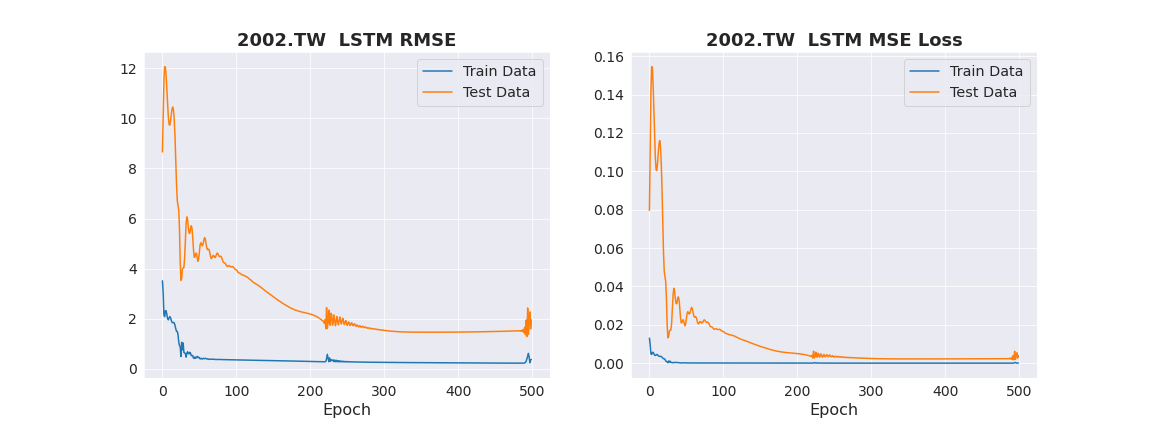 2002.TW  LSTM RMSE
12
10
8
6
4
2
0
0 100 200 300 400 500
Epoch
Train Data
Test Data
2002.TW  LSTM MSE Loss
0.16
0.14
0.12
0.10
0.08
0.06
0.04
0.02
0.00
0 100 200 300 400 500
Epoch
Train Data
Test Data